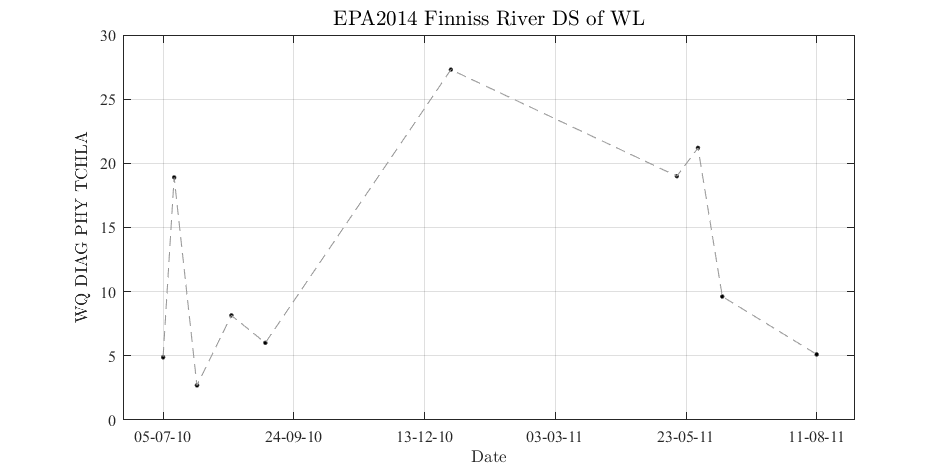 EPA2014 Finniss River DS of WL
30
25
20
15
10
5
0
WQ DIAG PHY TCHLA
05-07-10 24-09-10 13-12-10 03-03-11 23-05-11 11-08-11
Date